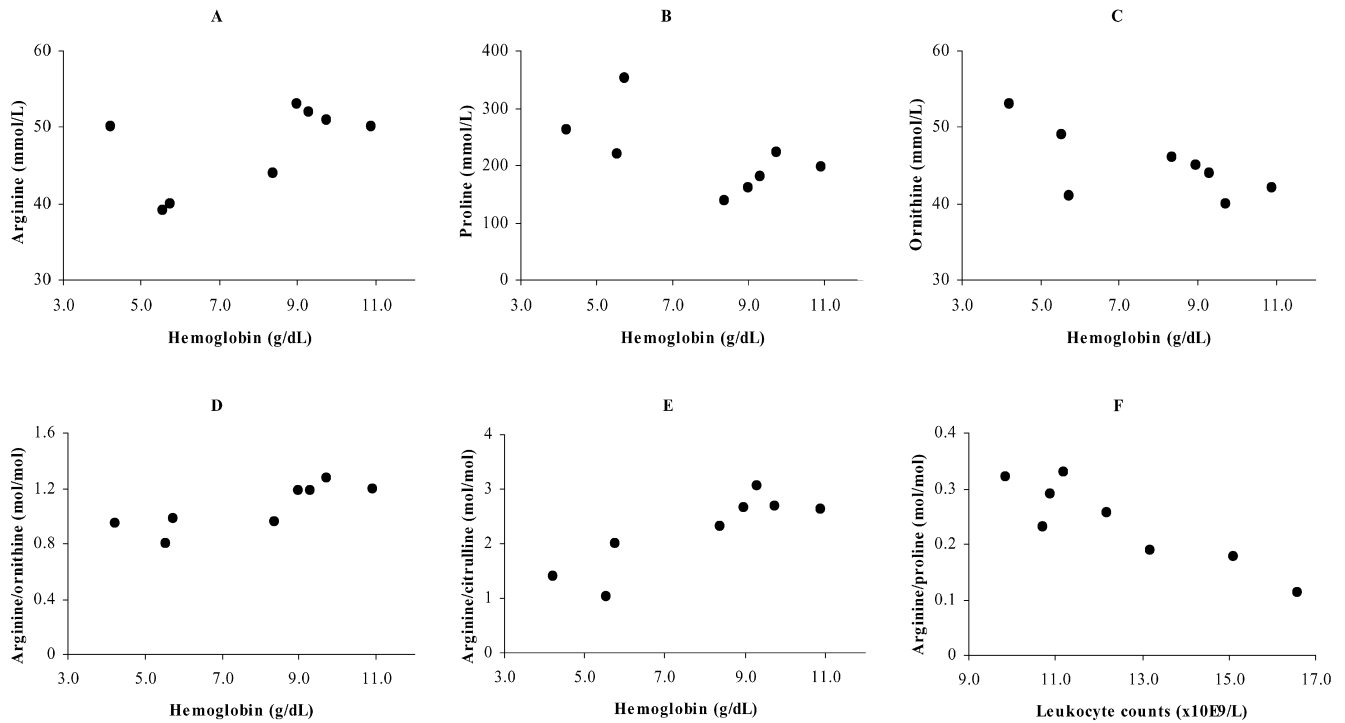 A
60
50
40
30
Arginine (mmol/L)
3.0 5.0 7.0 9.0 11.0
Hemoglobin (g/dL)
B
400
300
200
100
0
Proline (mmol/L)
3.0 5.0 7.0 9.0 11.0
Hemoglobin (g/dL)
C
60
50
40
30
Ornithine (mmol/L)
3.0 5.0 7.0 9.0 11.0
Hemoglobin (g/dL)
D
1.6
1.2
0.8
0.4
0
Arginine/ornithine (mol/mol)
3.0 5.0 7.0 9.0 11.0
Hemoglobin (g/dL)
E
4
3
2
1
0
Arginine/citrulline (mol/mol)
3.0 5.0 7.0 9.0 11.0
Hemoglobin (g/dL)
F
0.4
0.3
0.2
0.1
0
Arginine/proline (mol/mol)
9.0 11.0 13.0 15.0 17.0
Leukocyte counts (x10E9/L)